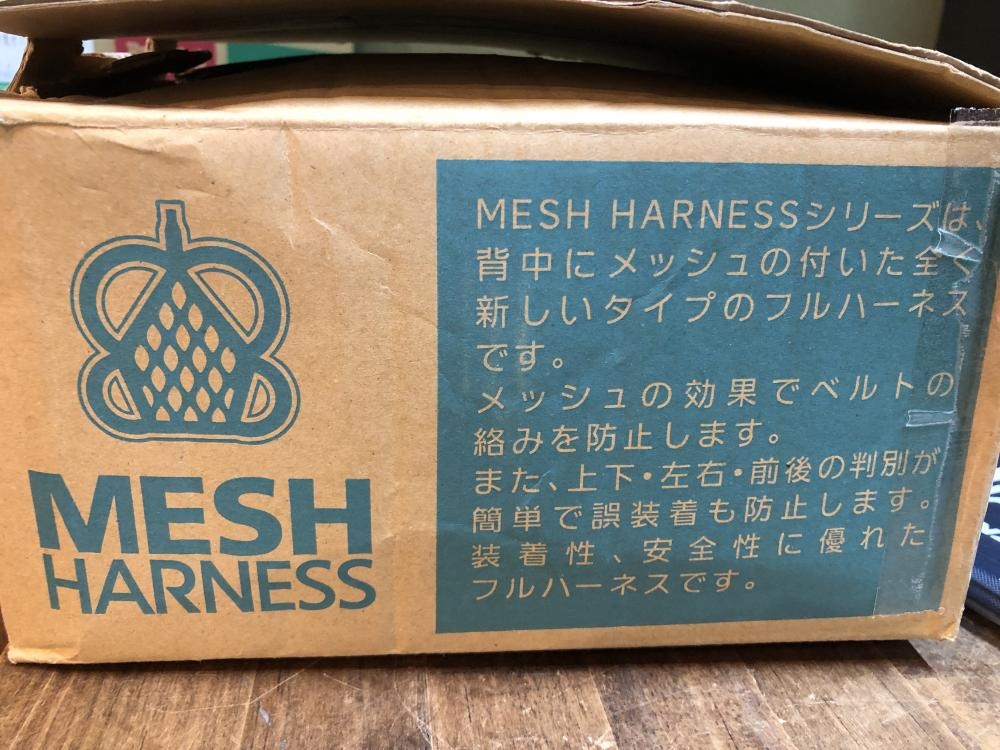 MESH
HARNESS
MESH HARNESSシリーズは、
背中にメッシュの付いた全く
新しいタイプのフルハーネス
です。
メッシュの効果でベルトの
絡みを防止します。
また、上下・左右・前後の判別が
簡単で誤装着も防止します。
装着性、安全性に優れた
フルハーネスです。